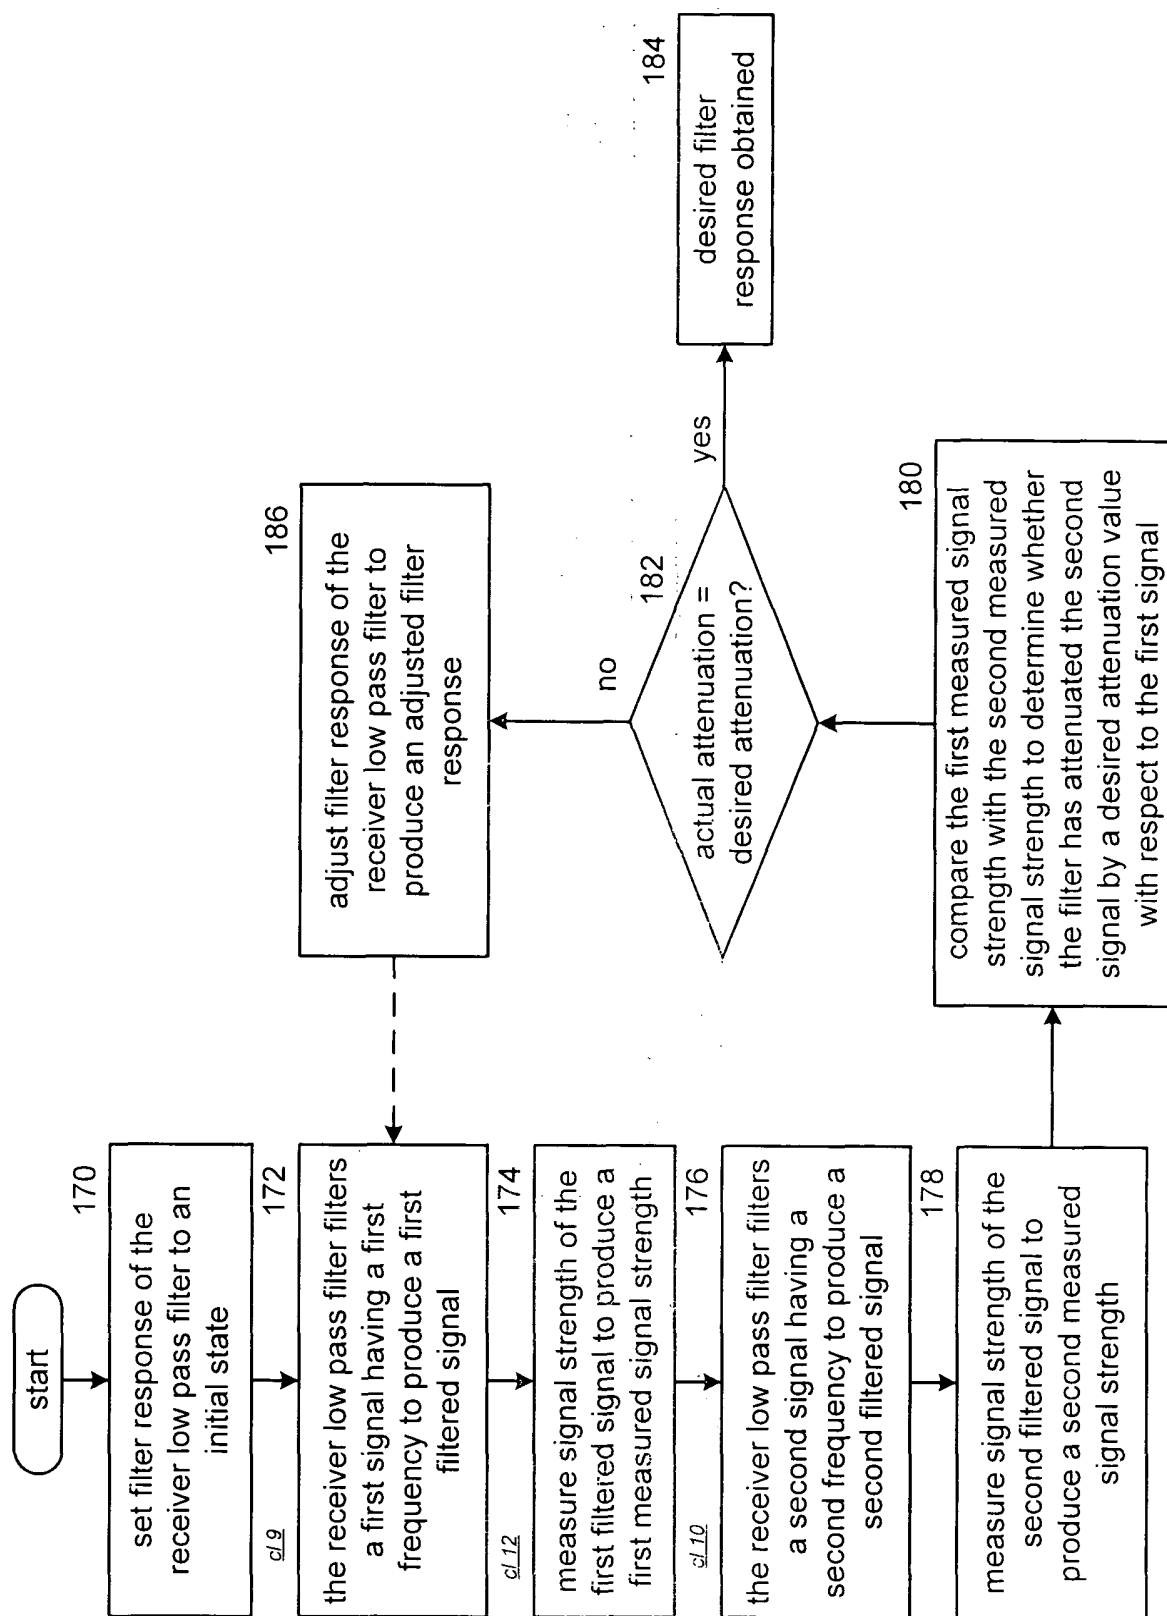 start
170
set filter response of the
receiver low pass filter to an
initial state
cl 9
172
the receiver low pass filter filters
a first signal having a first
frequency to produce a first
filtered signal
cl 12
174
measure signal strength of the
first filtered signal to produce a
first measured signal strength
cl 10
176
the receiver low pass filter filters
a second signal having a
second frequency to produce a
second filtered signal
178
measure signal strength of the
second filtered signal to
produce a second measured
signal strength
180
compare the first measured signal
strength with the second measured
signal strength to determine whether
the filter has attenuated the second
signal by a desired attenuation value
with respect to the first signal
182
actual attenuation =
desired attenuation?
no
yes
186
adjust filter response of the
receiver low pass filter to
produce an adjusted filter
response
184
desired filter
response obtained